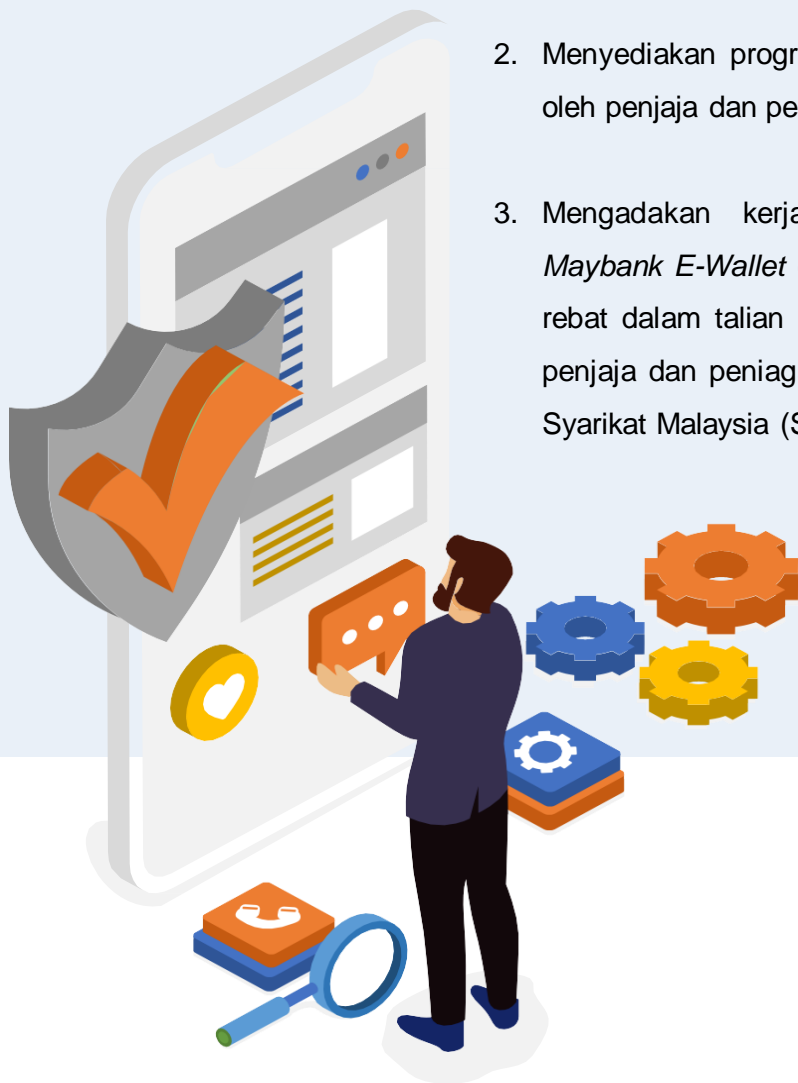 2. Menyediakan progr
oleh penjaja dan pe
3. Mengadakan kerja
Maybank E-Wallet
rebat dalam talian
penjaja dan peniag
Syarikat Malaysia (S